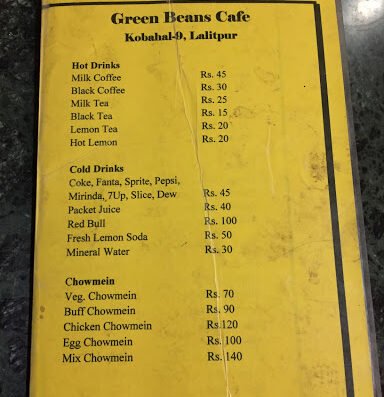 Green Beans Cafe
Kobahal-9, Lalitpur
Hot Drinks
Milk Coffee Rs. 45
Black Coffee Rs. 30
Milk Tea Rs. 25
Black Tea Rs. 15
Lemon Tea Rs. 20
Hot Lemon Rs. 20
Cold Drinks
Coke, Fanta, Sprite, Pepsi,
Mirinda, 7Up, Slice, Dew Rs. 45
Packet Juice Rs. 40
Red Bull Rs. 100
Fresh Lemon Soda Rs. 50
Mineral Water Rs. 30
Chowmein
Veg. Chowmein Rs. 70
Buff Chowmein Rs. 90
Chicken Chowmein Rs.120
Egg Chowmein Rs. 100
Mix Chowmein Rs. 140